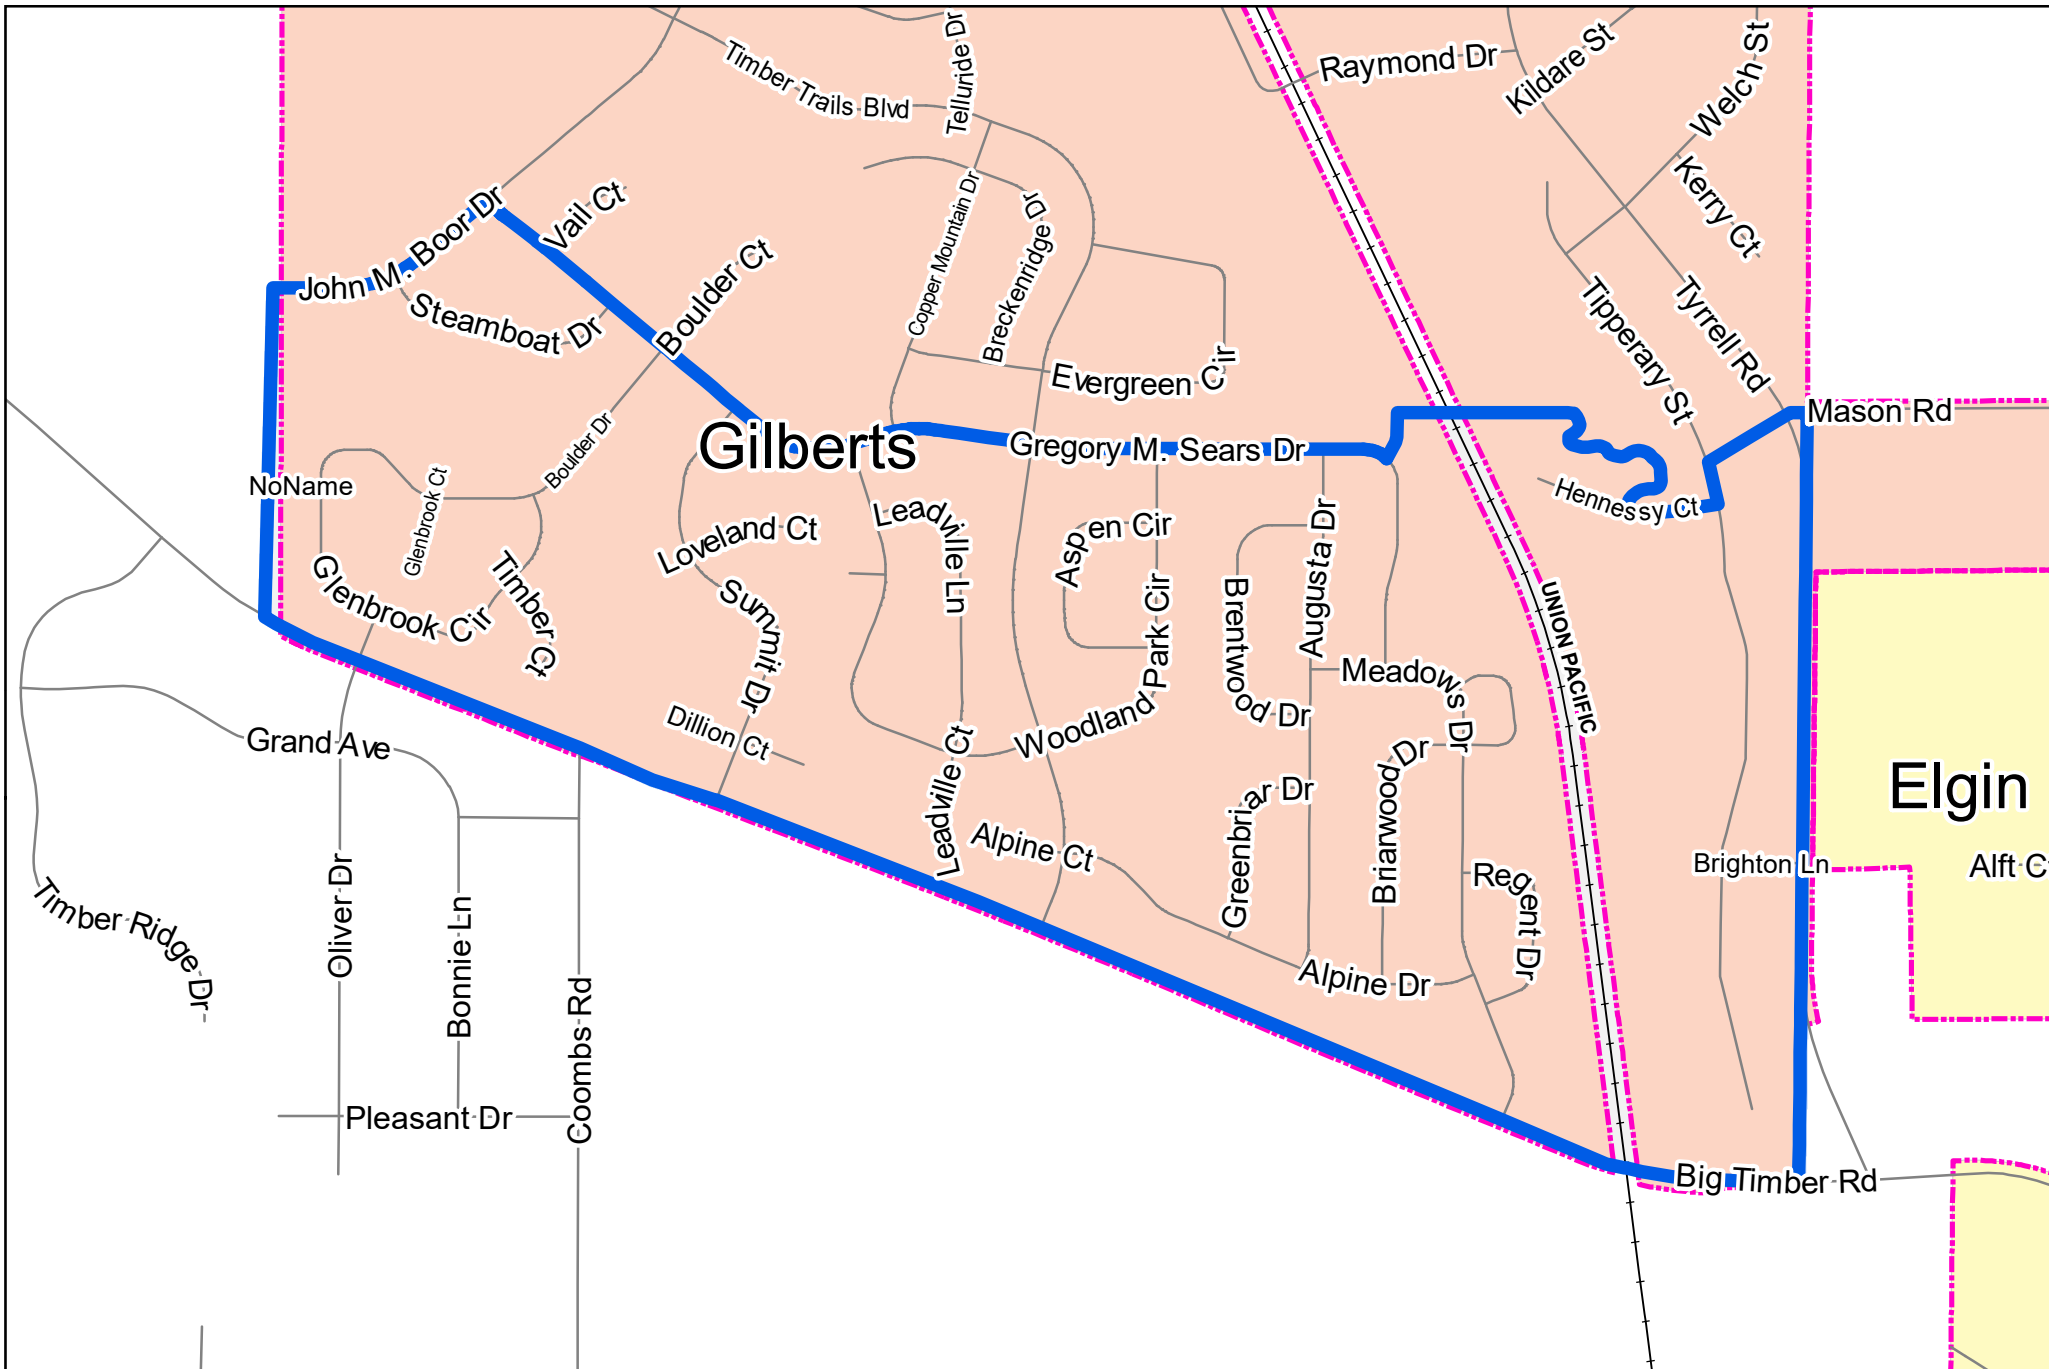 Telluride Dr
Timber Trails Blvd
Raymond Dr
Kildare St
Welch St
Kerry Ct
John M. Boor Dr
Vail Ct
Boulder Ct
Copper Mountain Dr
Breckenridge Dr
Steamboat Dr
Evergreen Cir
Tipperary St
Tyrrell Rd
Mason Rd
Gilberts
Gregory M. Sears Dr
Boulder Dr
NoName
Glenbrook Ct
Hennessy Ct
Loveland Ct
Leadville Ln
Aspen Cir
Augusta Dr
Glenbrook Cir
Timber Ct
Summit Dr
Park Cir
Brentwood Dr
UNION PACIFIC
Meadows Dr
Dillion Ct
Woodland
Grand Ave
Leadville Ct
Briarwood Dr
Greenbriar Dr
Elgin
Alpine Ct
Brighton Ln
Alft C
Regent Dr
Oliver Dr
Bonnie Ln
Timber Ridge Dr
Alpine Dr
Coombs Rd
Pleasant Dr
Big Timber Rd